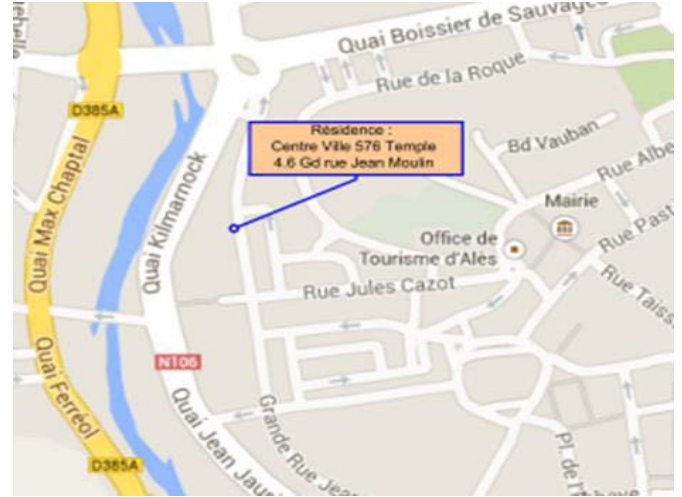 Quai Boissier de Sauvages
Rue de la Roque
D385A
Résidence :
Centre Ville 576 Temple
4.6 Gd rue Jean Moulin
Bd Vauban
Rue Albe
Quai Max Chaptal
Quai Kilmarnock
Mairie
Rue Past
Office de
Tourisme d'Alès
Rue Jules Cazot
Rue Taiss
N106
Quai Ferréol
Quai Jean Jau
Grande Rue Jean
Pl. de l'
D385A